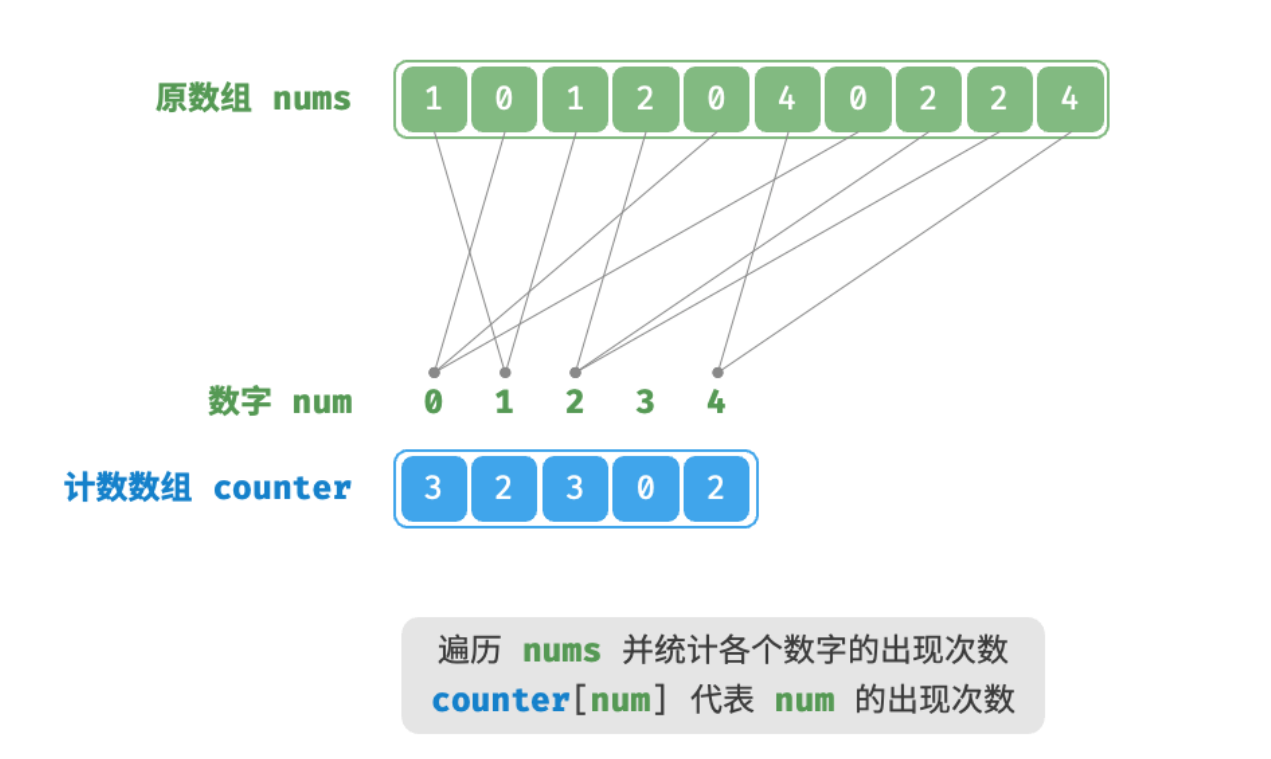 原数组 nums 1 0 1 2 0 4 0 2 2 4
数字 num 0 1 2 3 4
计数数组 counter 3 2 3 0 2
遍历 nums 并统计各个数字的出现次数
counter[num] 代表 num 的出现次数